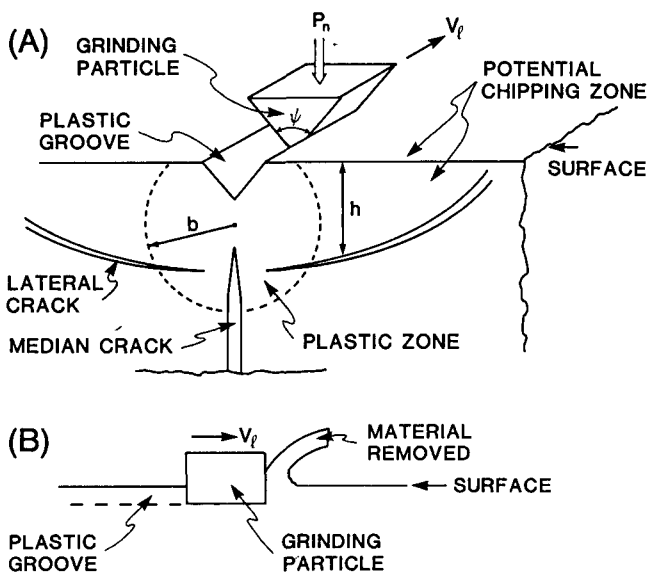 (A)
GRINDING
PARTICLE
Pn
Vℓ
POTENTIAL
CHIPPING ZONE
PLASTIC
GROOVE
ψ
SURFACE
h
b
LATERAL
CRACK
MEDIAN CRACK
PLASTIC ZONE
(B)
Vℓ
MATERIAL
REMOVED
SURFACE
PLASTIC
GROOVE
GRINDING
PARTICLE